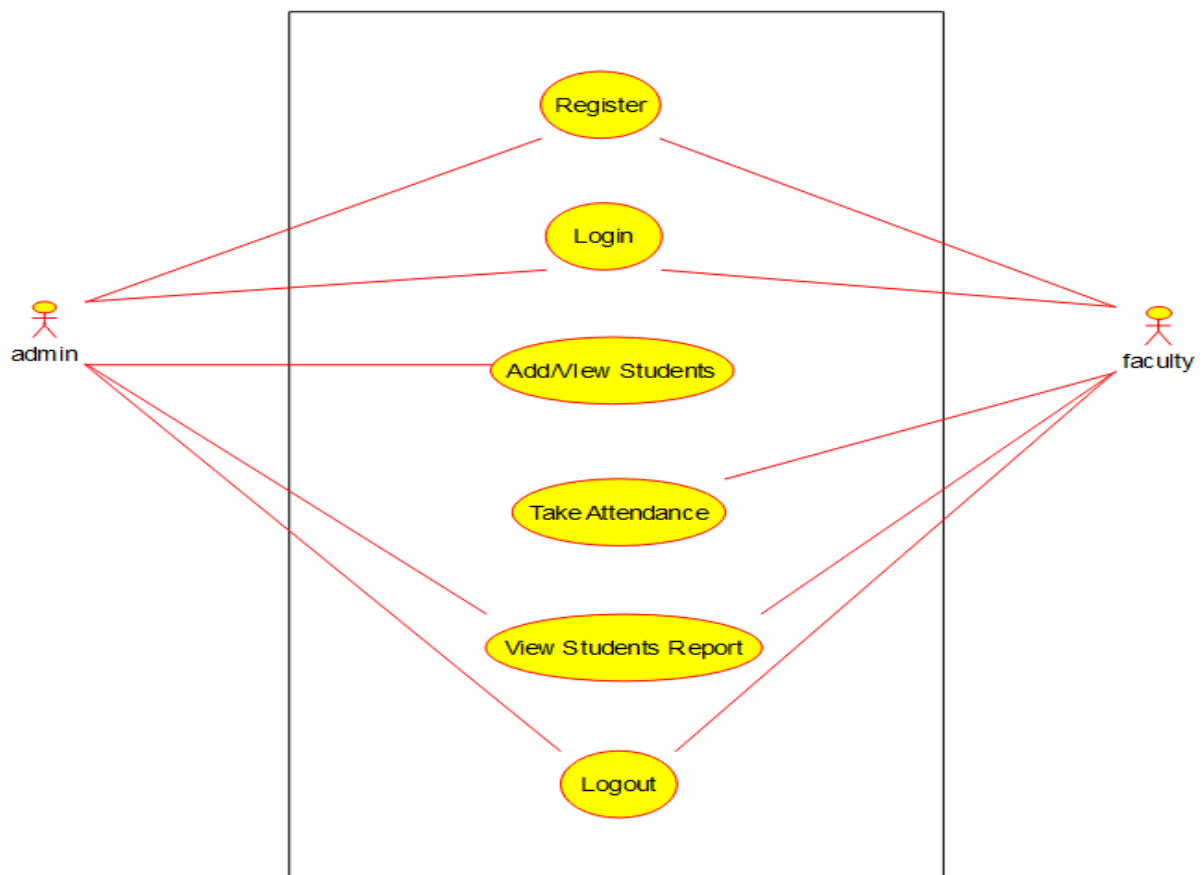 Register
Login
admin
faculty
Add/VIew Students
Take Attendance
View Students Report
Logout